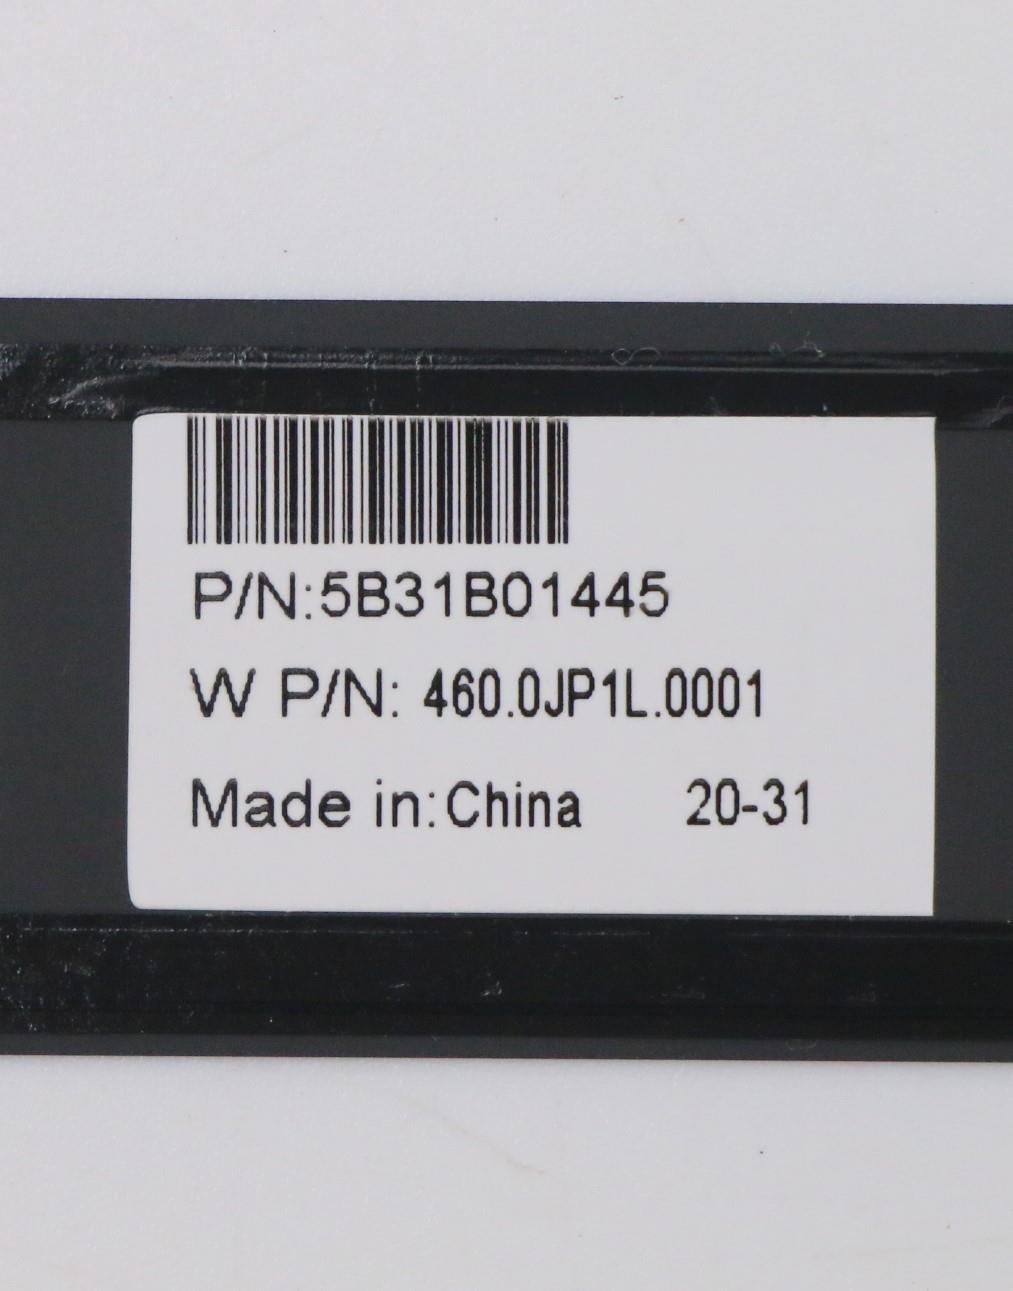 P/N:5B31B01445
W P/N: 460.0JP1L.0001
Made in:China 20-31